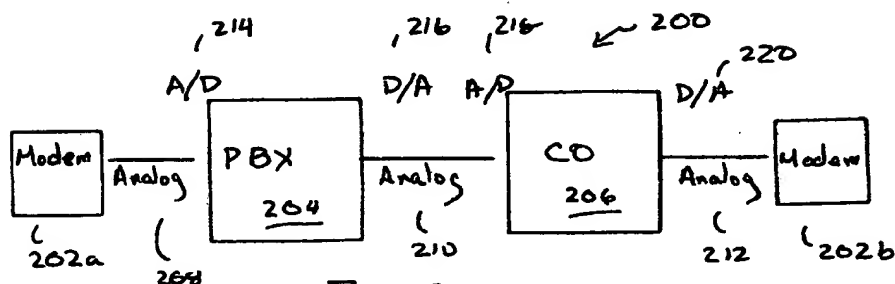 214 216 218 200
220
A/D D/A A/D D/A
Modem PBX CO Modem
Analog Analog Analog
204 206
202a 210 212 202b
208